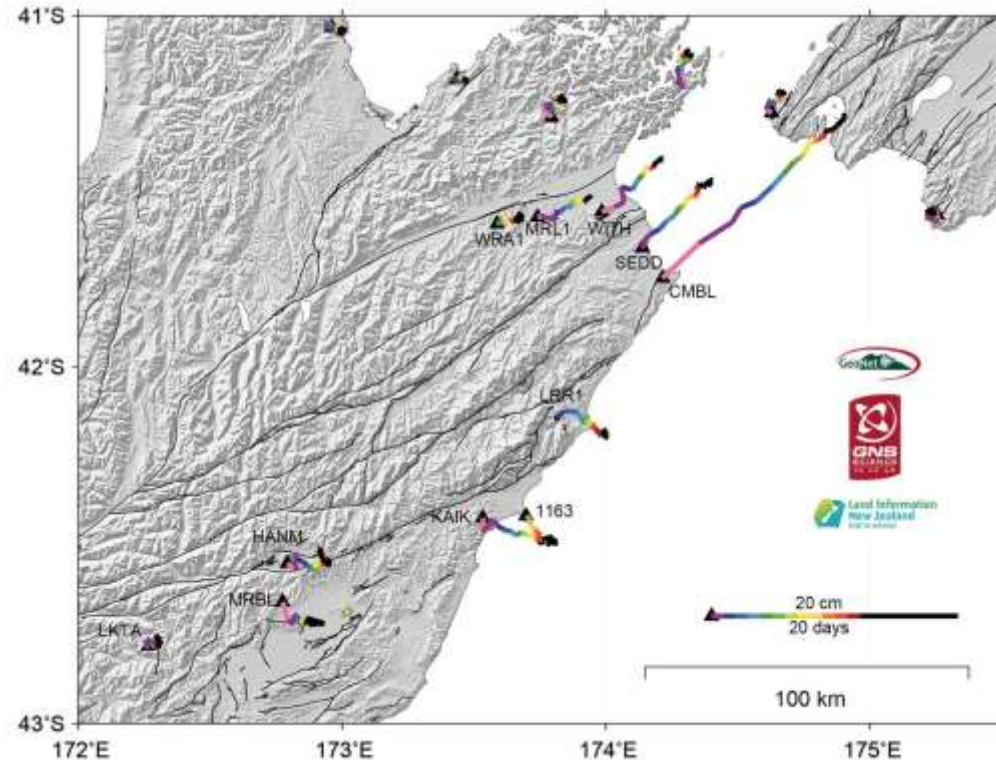 41°S
WRA1
MRL1
WITH
SEDD
CMBL
42°S
GeoNet
LRR1
GNS
SCIENCE
Land Information
New Zealand
KAIK
1163
HANM
MRBL
LKTA
20 cm
20 days
100 km
43°S
172°E
173°E
174°E
175°E